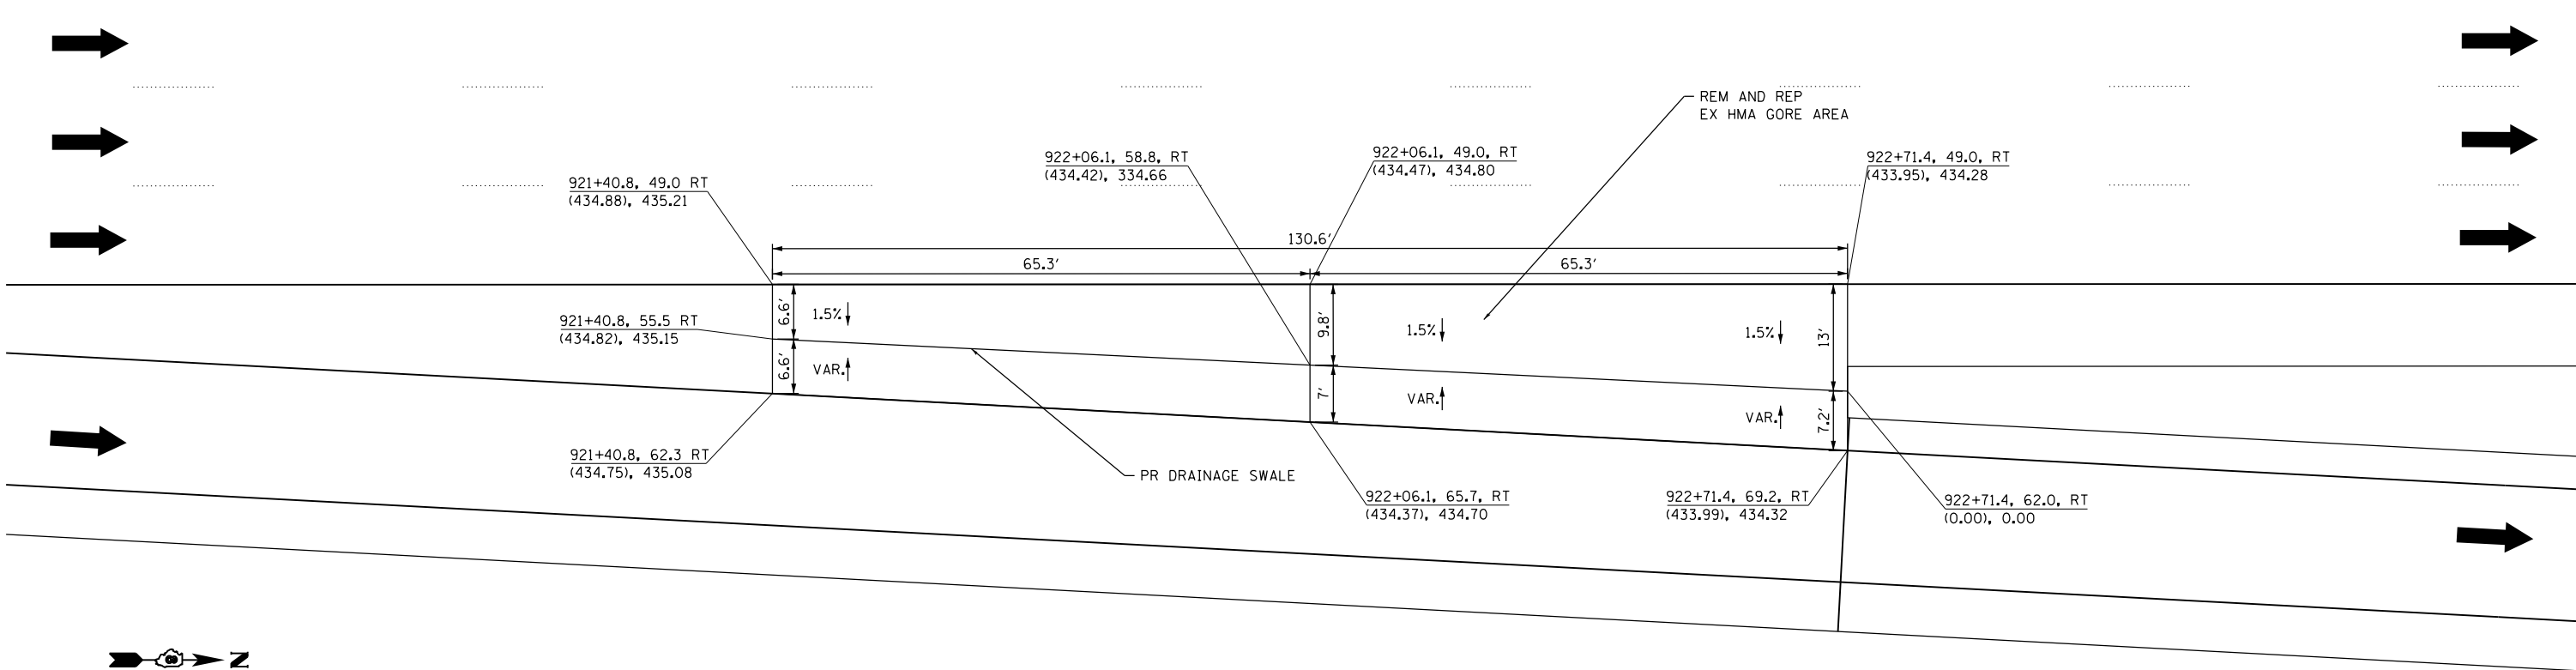 REM AND REP
EX HMA GORE AREA
922+06.1, 58.8, RT
(434.42), 334.66
922+06.1, 49.0, RT
(434.47), 434.80
922+71.4, 49.0, RT
(433.95), 434.28
921+40.8, 49.0 RT
(434.88), 435.21
130.6'
65.3'
65.3'
6.6'
1.5%
9.8'
1.5%
1.5%
13'
921+40.8, 55.5 RT
(434.82), 435.15
6.6'
VAR.
7'
VAR.
VAR.
7.2'
921+40.8, 62.3 RT
(434.75), 435.08
PR DRAINAGE SWALE
922+06.1, 65.7, RT
(434.37), 434.70
922+71.4, 69.2, RT
(433.99), 434.32
922+71.4, 62.0, RT
(0.00), 0.00
N